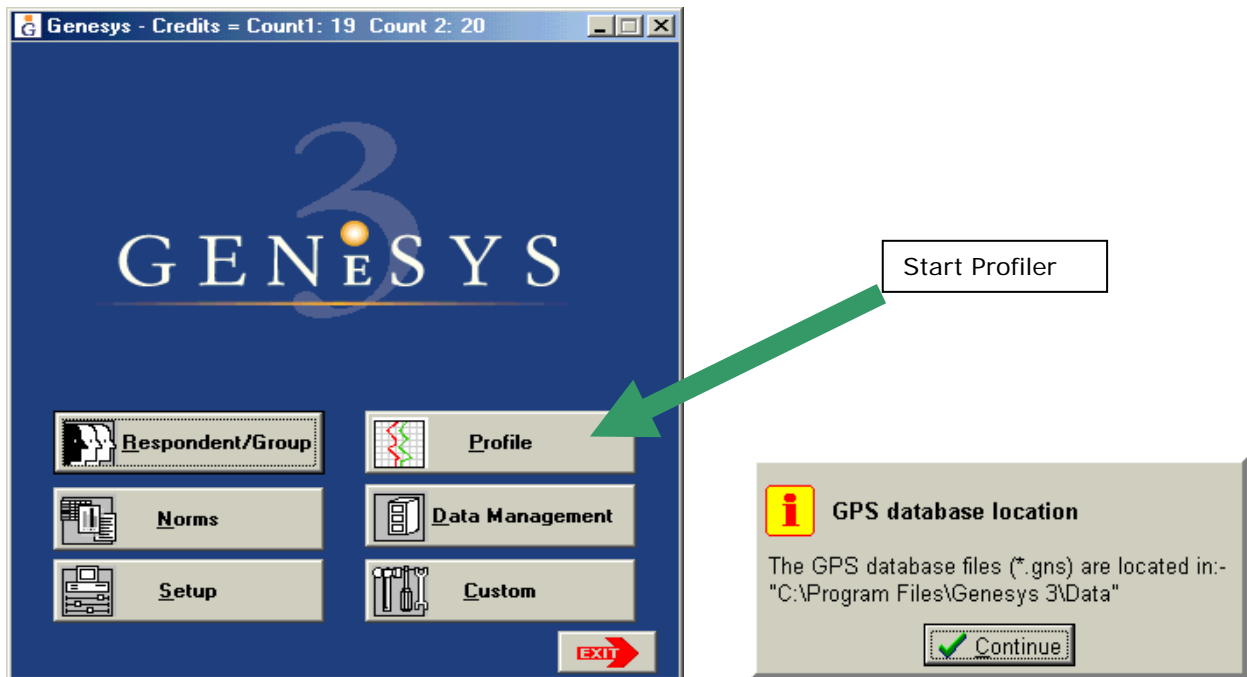 Genesys - Credits = Count1: 19 Count 2: 20
3
GENESYS
Start Profiler
Respondent/Group
Profile
Norms
Data Management
Setup
Custom
EXIT
GPS database location
The GPS database files (*.gns) are located in:-
"C:\Program Files\Genesys 3\Data"
Continue